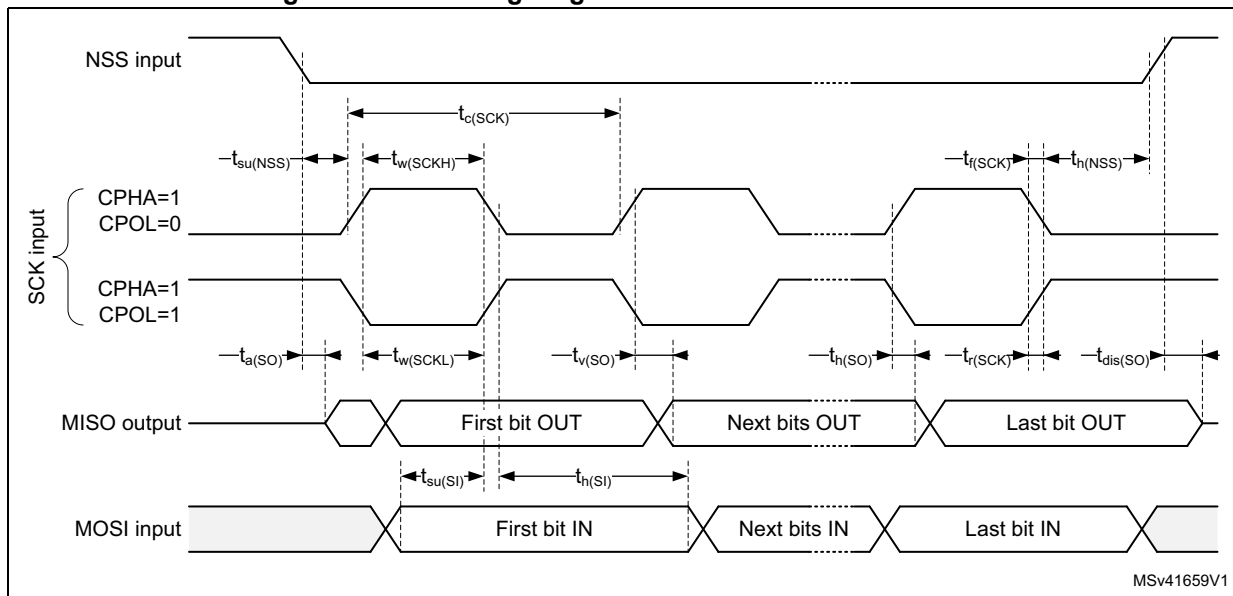 NSS input
tc(SCK)
tsu(NSS)
tw(SCKH)
tf(SCK)
th(NSS)
SCK input
CPHA=1
CPOL=0
CPHA=1
CPOL=1
ta(SO)
tw(SCKL)
tv(SO)
th(SO)
tr(SCK)
tdis(SO)
MISO output
First bit OUT
Next bits OUT
Last bit OUT
tsu(SI)
th(SI)
MOSI input
First bit IN
Next bits IN
Last bit IN
MSv41659V1